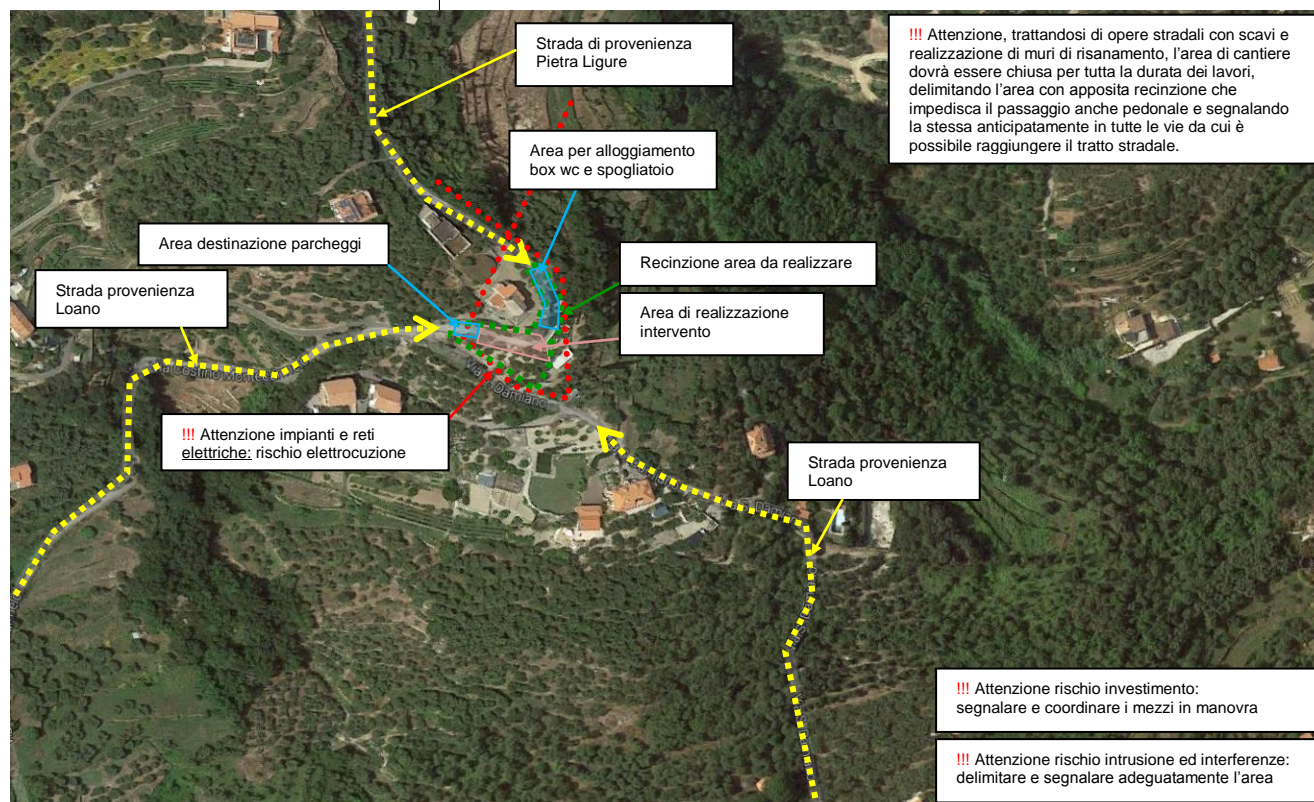 Strada di provenienza
Pietra Ligure
!!! Attenzione, trattandosi di opere stradali con scavi e
realizzazione di muri di risanamento, l'area di cantiere
dovrà essere chiusa per tutta la durata dei lavori,
delimitando l'area con apposita recinzione che
impedisca il passaggio anche pedonale e segnalando
la stessa anticipatamente in tutte le vie da cui è
possibile raggiungere il tratto stradale.
Area per alloggiamento
box wc e spogliatoio
Area destinazione parcheggi
Recinzione area da realizzare
Strada provenienza
Loano
Area di realizzazione
intervento
Via S. Damiano
!!! Attenzione impianti e reti
elettriche: rischio elettrocuzione
Strada provenienza
Loano
!!! Attenzione rischio investimento:
segnalare e coordinare i mezzi in manovra
!!! Attenzione rischio intrusione ed interferenze:
delimitare e segnalare adeguatamente l'area